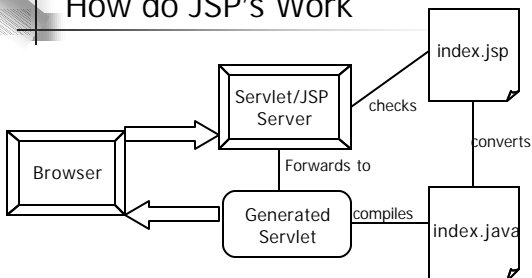 How do JSP's Work
index.jsp
Servlet/JSP
Server
checks
converts
Browser
Forwards to
Generated
Servlet
compiles
index.java